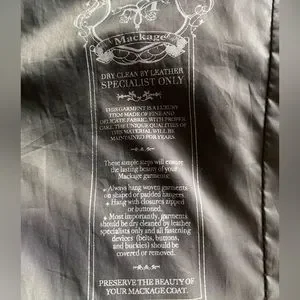 Mackage
DRY CLEAN BY LEATHER
SPECIALIST ONLY
THIS GARMENT IS A LUXURY
ITEM MADE OF FINE AND
DELICATE FABRIC. WITH PROPER
CARE, THE UNIQUE QUALITIES OF
THIS MATERIAL WILL BE
MAINTAINED FOR YEARS.
These simple steps will ensure
the lasting beauty of your
Mackage garments:
• Always hang woven garments
on shaped or padded hangers.
• Hang with closures zipped
or buttoned.
• Most importantly, garments
should be dry cleaned by leather
specialists only and all fastening
devices (belts, buttons,
and buckles) should be
covered or removed.
PRESERVE THE BEAUTY OF
YOUR MACKAGE COAT.